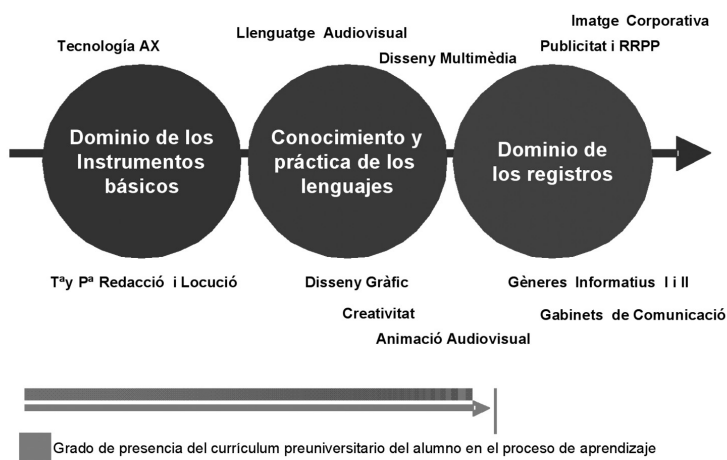 Imatge Corporativa
Tecnología AX
Llenguatge Audiovisual
Publicitat i RRPP
Disseny Multimèdia
Dominio de los
Instrumentos
básicos
Conocimiento y
práctica de los
lenguajes
Dominio de
los registros
Tªy Pª Redacció i Locució
Disseny Gràfic
Gèneres Informatius I i II
Creativitat
Gabinets de Comunicació
Animació Audiovisual
Grado de presencia del currículum preuniversitario del alumno en el proceso de aprendizaje